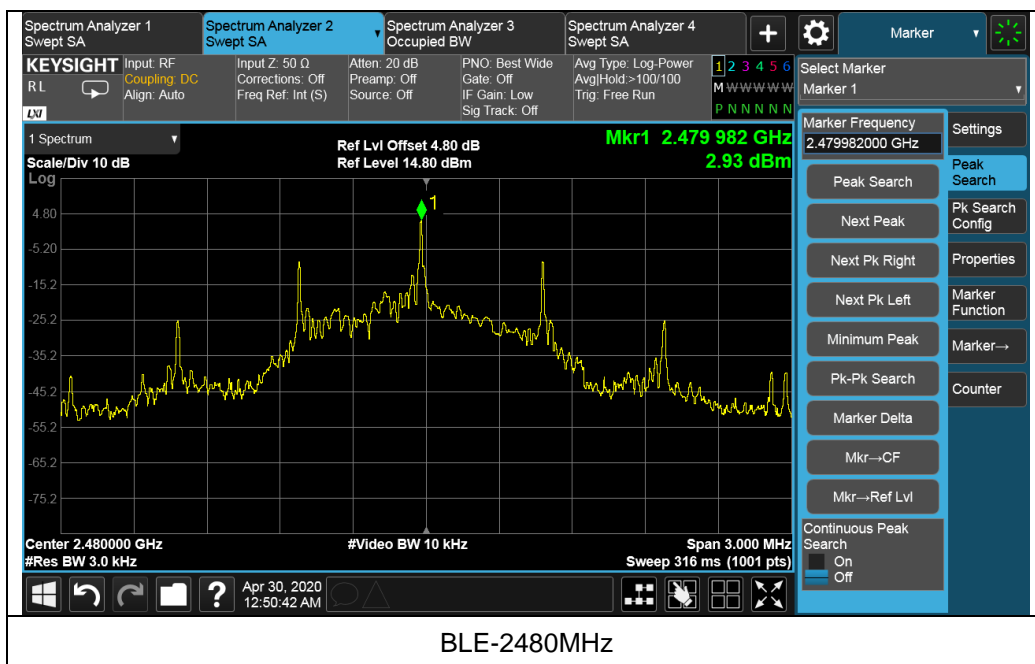 Spectrum Analyzer 1
Swept SA
Spectrum Analyzer 2
Swept SA
Spectrum Analyzer 3
Occupied BW
Spectrum Analyzer 4
Swept SA
+
Marker
KEYSIGHT
RL
LXI
Input: RF
Coupling: DC
Align: Auto
Input Z: 50 Ω
Corrections: Off
Freq Ref: Int (S)
Atten: 20 dB
Preamp: Off
Source: Off
PNO: Best Wide
Gate: Off
IF Gain: Low
Sig Track: Off
Avg Type: Log-Power
Avg|Hold:>100/100
Trig: Free Run
1 2 3 4 5 6
M W W W W W
P N N N N N
Select Marker
Marker 1
1 Spectrum
Scale/Div 10 dB
Log
Ref Lvl Offset 4.80 dB
Ref Level 14.80 dBm
Mkr1 2.479 982 GHz
2.93 dBm
1
4.80
-5.20
-15.2
-25.2
-35.2
-45.2
-55.2
-65.2
-75.2
Center 2.480000 GHz
#Res BW 3.0 kHz
#Video BW 10 kHz
Span 3.000 MHz
Sweep 316 ms (1001 pts)
Marker Frequency
2.479982000 GHz
Peak Search
Next Peak
Next Pk Right
Next Pk Left
Minimum Peak
Pk-Pk Search
Marker Delta
Mkr→CF
Mkr→Ref Lvl
Continuous Peak
Search
On
Off
Settings
Peak
Search
Pk Search
Config
Properties
Marker
Function
Marker→
Counter
?
Apr 30, 2020
12:50:42 AM
BLE-2480MHz